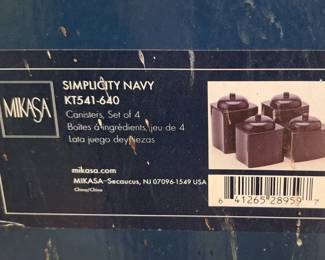 MIKASA
SIMPLICITY NAVY
KT541-640
Canisters, Set of 4
Boîtes à ingrédients, jeu de 4
Lata juego de piezas
mikasa.com
MIKASA–Secaucus, NJ 07096-1549 USA
China/Chine
6 41265 28959 7